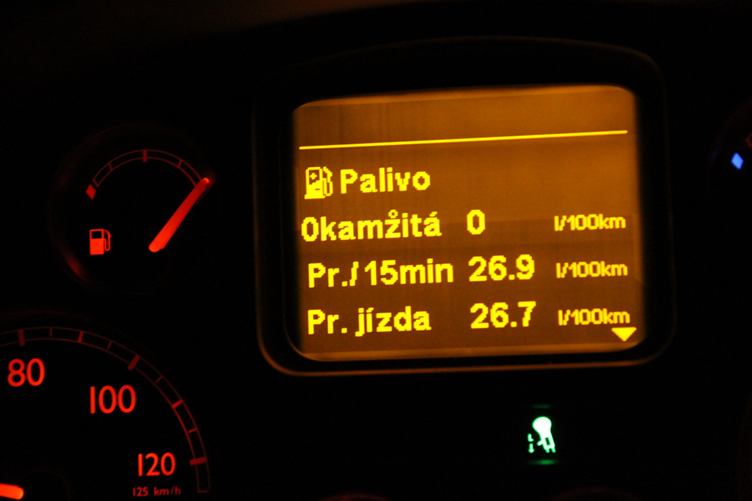 Palivo
Okamžitá 0 l/100km
Pr./15min 26.9 l/100km
Pr. jízda 26.7 l/100km
80
100
120
125 km/h